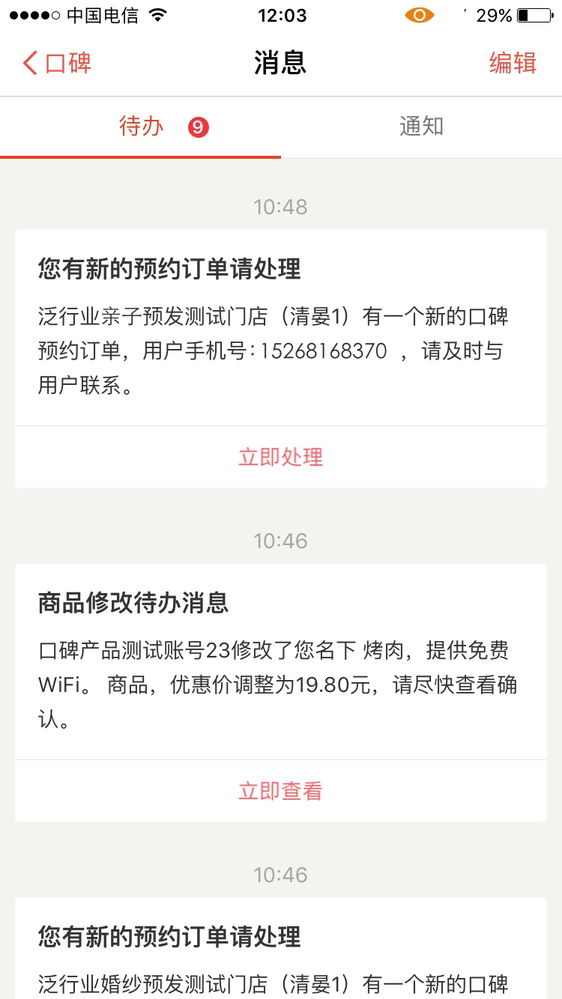 中国电信 12:03 29%
口碑 消息 编辑
待办 9 通知
10:48
您有新的预约订单请处理
泛行业亲子预发测试门店（清晏1）有一个新的口碑
预约订单，用户手机号：15268168370 ，请及时与
用户联系。
立即处理
10:46
商品修改待办消息
口碑产品测试账号23修改了您名下 烤肉，提供免费
WiFi。 商品，优惠价调整为19.80元，请尽快查看确
认。
立即查看
10:46
您有新的预约订单请处理
泛行业婚纱预发测试门店（清晏1）有一个新的口碑